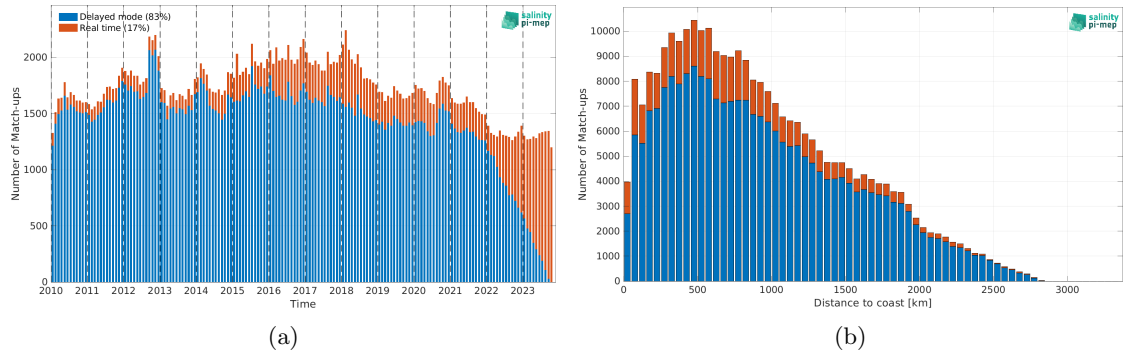 Delayed mode (83%)
Real time (17%)
salinity
pi-mep
Number of Match-ups
2000
1500
1000
500
0
2010 2011 2012 2013 2014 2015 2016 2017 2018 2019 2020 2021 2022 2023
Time
(a)
salinity
pi-mep
Number of Match-ups
10000
9000
8000
7000
6000
5000
4000
3000
2000
1000
0
0 500 1000 1500 2000 2500 3000
Distance to coast [km]
(b)